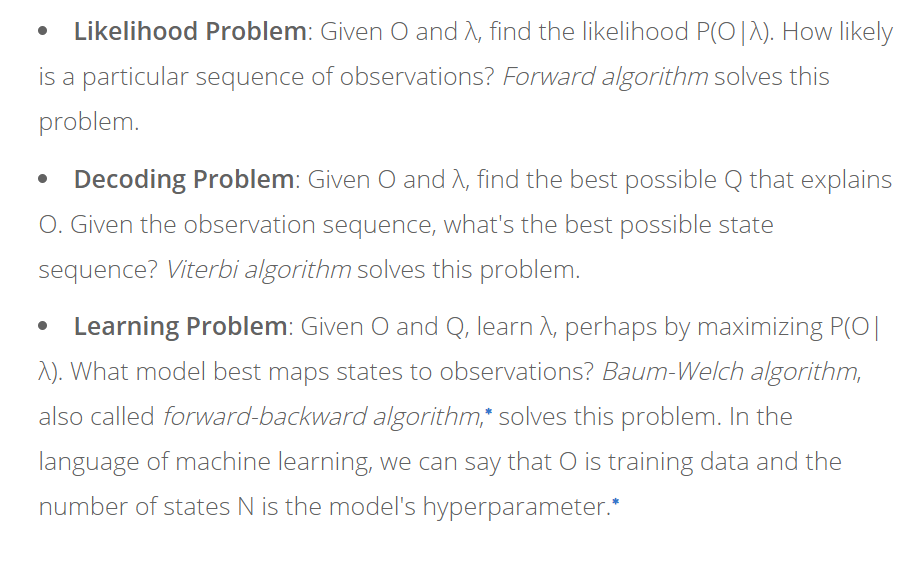 • Likelihood Problem: Given O and λ, find the likelihood P(O|λ). How likely
is a particular sequence of observations? Forward algorithm solves this
problem.
• Decoding Problem: Given O and λ, find the best possible Q that explains
O. Given the observation sequence, what's the best possible state
sequence? Viterbi algorithm solves this problem.
• Learning Problem: Given O and Q, learn λ, perhaps by maximizing P(O|
λ). What model best maps states to observations? Baum-Welch algorithm,
also called forward-backward algorithm,* solves this problem. In the
language of machine learning, we can say that O is training data and the
number of states N is the model's hyperparameter.*